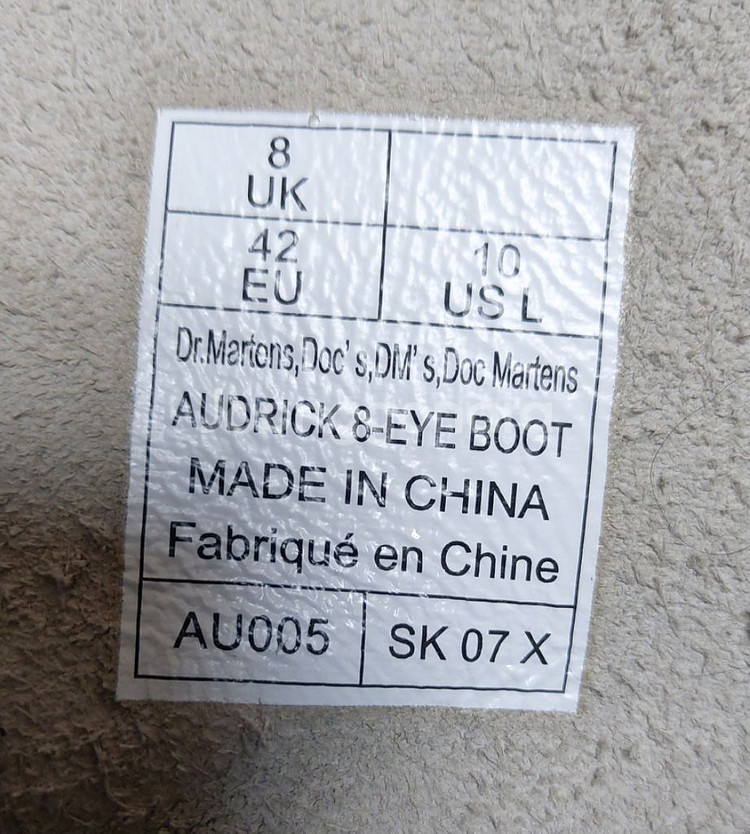 8
UK
42
EU
10
US L
Dr.Martens,Doc's,DM's,Doc Martens
AUDRICK 8-EYE BOOT
MADE IN CHINA
Fabriqué en Chine
AU005
SK 07 X